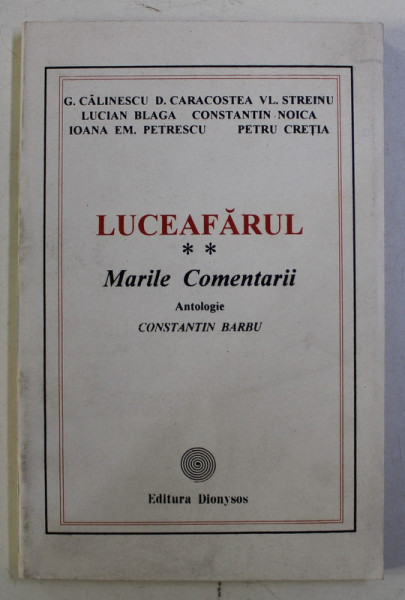 G. CĂLINESCU D. CARACOSTEA VL. STREINU
LUCIAN BLAGA CONSTANTIN NOICA
IOANA EM. PETRESCU PETRU CREȚIA
LUCEAFĂRUL
* *
Marile Comentarii
Antologie
CONSTANTIN BARBU
Editura Dionysos